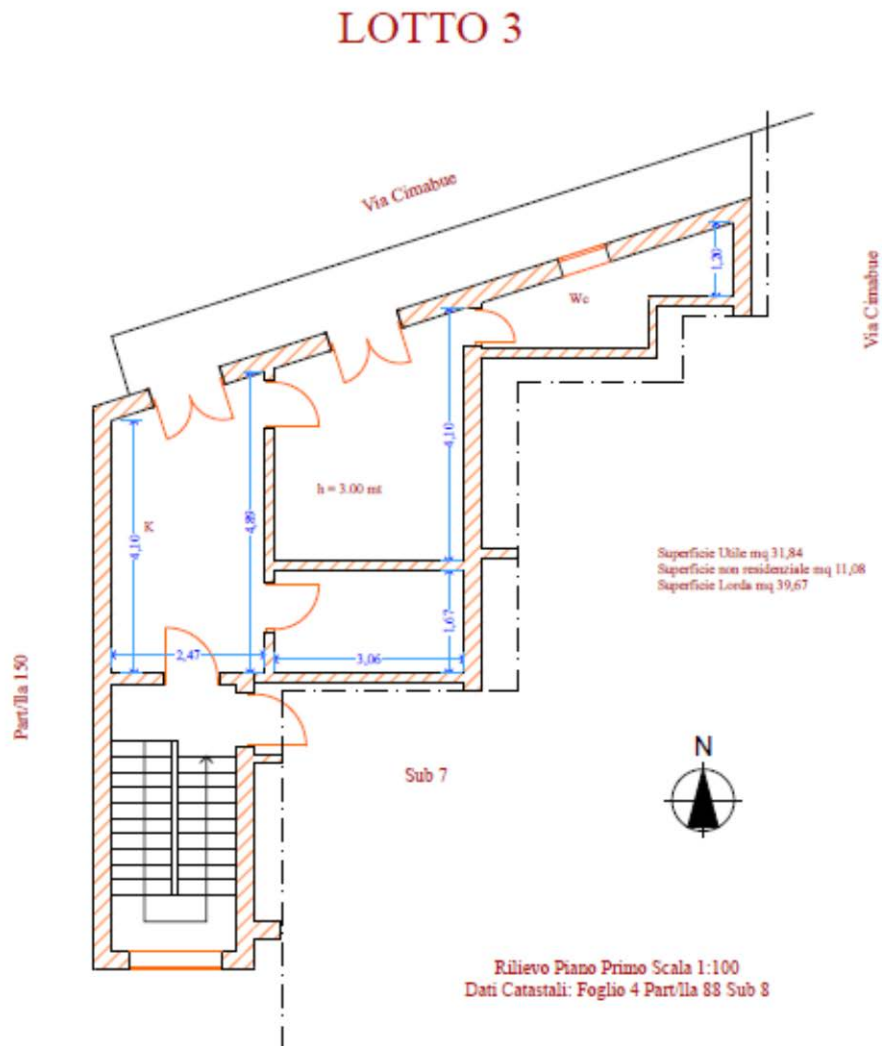 LOTTO 3
Via Cimabue
Via Cimabue
1,20
Wc
4,10
h = 3.00 mt
4,89
K
4,10
1,67
2,47
3,06
Superficie Utile mq 31,84
Superficie non residenziale mq 11,08
Superficie Lorda mq 39,67
Part/lla 150
Sub 7
N
Rilievo Piano Primo Scala 1:100
Dati Catastali: Foglio 4 Part/lla 88 Sub 8